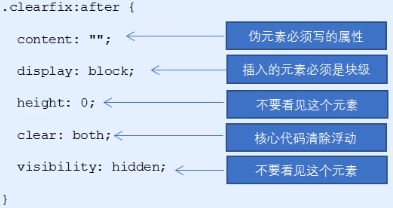 .clearfix:after {
content: "";
伪元素必须写的属性
display: block;
插入的元素必须是块级
height: 0;
不要看见这个元素
clear: both;
核心代码清除浮动
visibility: hidden;
不要看见这个元素
}